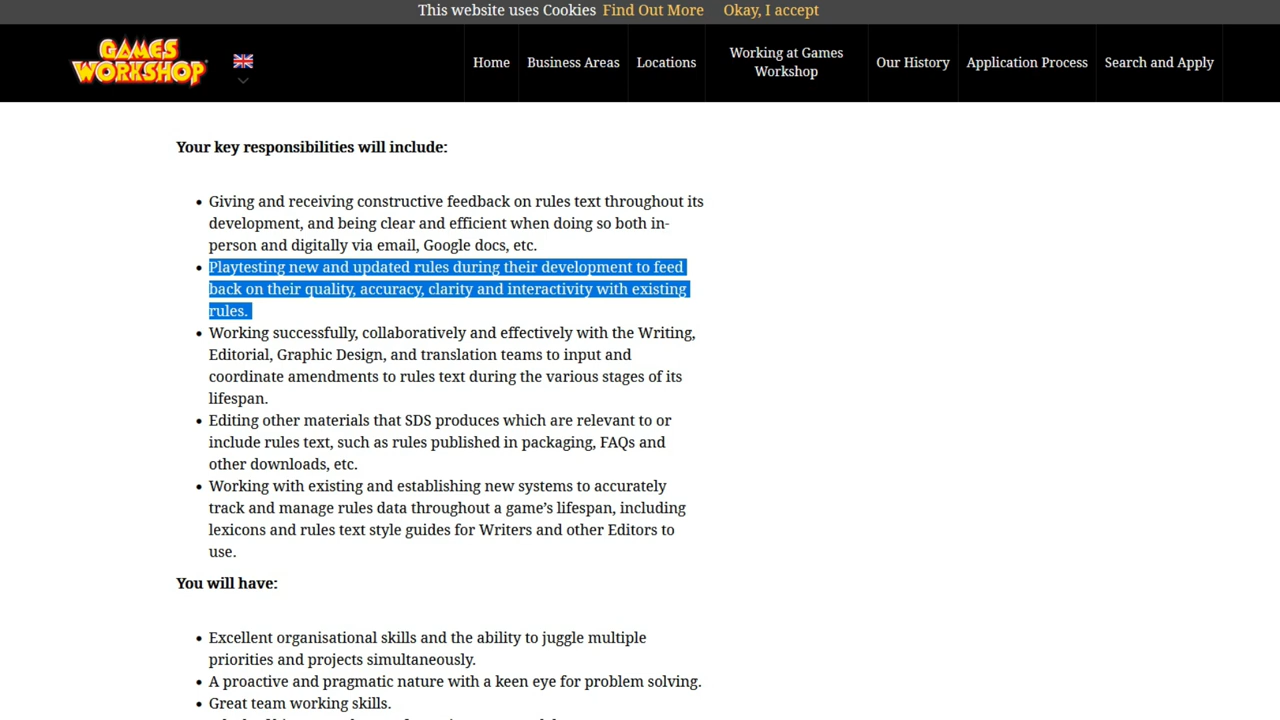 This website uses Cookies Find Out More Okay, I accept
GAMES
WORKSHOP
Home
Business Areas
Locations
Working at Games
Workshop
Our History
Application Process
Search and Apply
Your key responsibilities will include:
• Giving and receiving constructive feedback on rules text throughout its
development, and being clear and efficient when doing so both in-
person and digitally via email, Google docs, etc.
• Playtesting new and updated rules during their development to feed
back on their quality, accuracy, clarity and interactivity with existing
rules.
• Working successfully, collaboratively and effectively with the Writing,
Editorial, Graphic Design, and translation teams to input and
coordinate amendments to rules text during the various stages of its
lifespan.
• Editing other materials that SDS produces which are relevant to or
include rules text, such as rules published in packaging, FAQs and
other downloads, etc.
• Working with existing and establishing new systems to accurately
track and manage rules data throughout a game’s lifespan, including
lexicons and rules text style guides for Writers and other Editors to
use.
You will have:
• Excellent organisational skills and the ability to juggle multiple
priorities and projects simultaneously.
• A proactive and pragmatic nature with a keen eye for problem solving.
• Great team working skills.